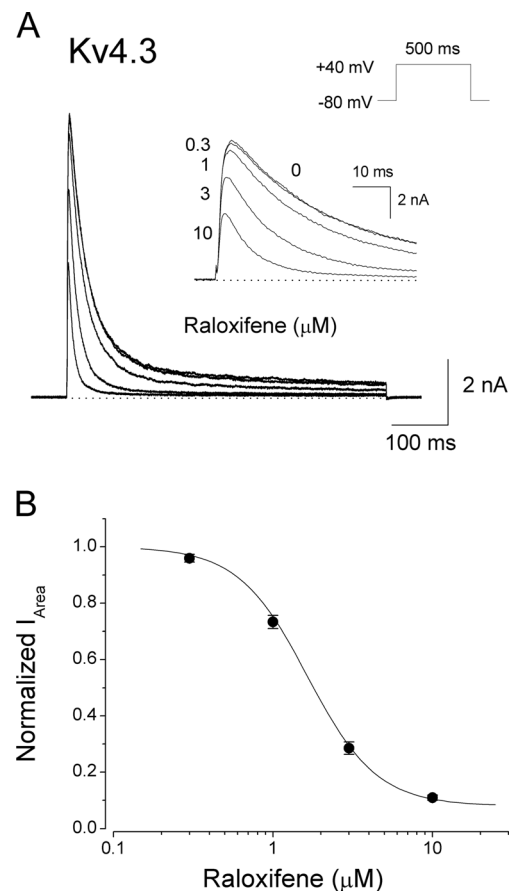 A
Kv4.3
500 ms
+40 mV
-80 mV
0.3
1
0
10 ms
3
2 nA
10
Raloxifene (μM)
2 nA
100 ms
B
Normalized I_Area
1.0
0.8
0.6
0.4
0.2
0.0
0.1
1
10
Raloxifene (μM)